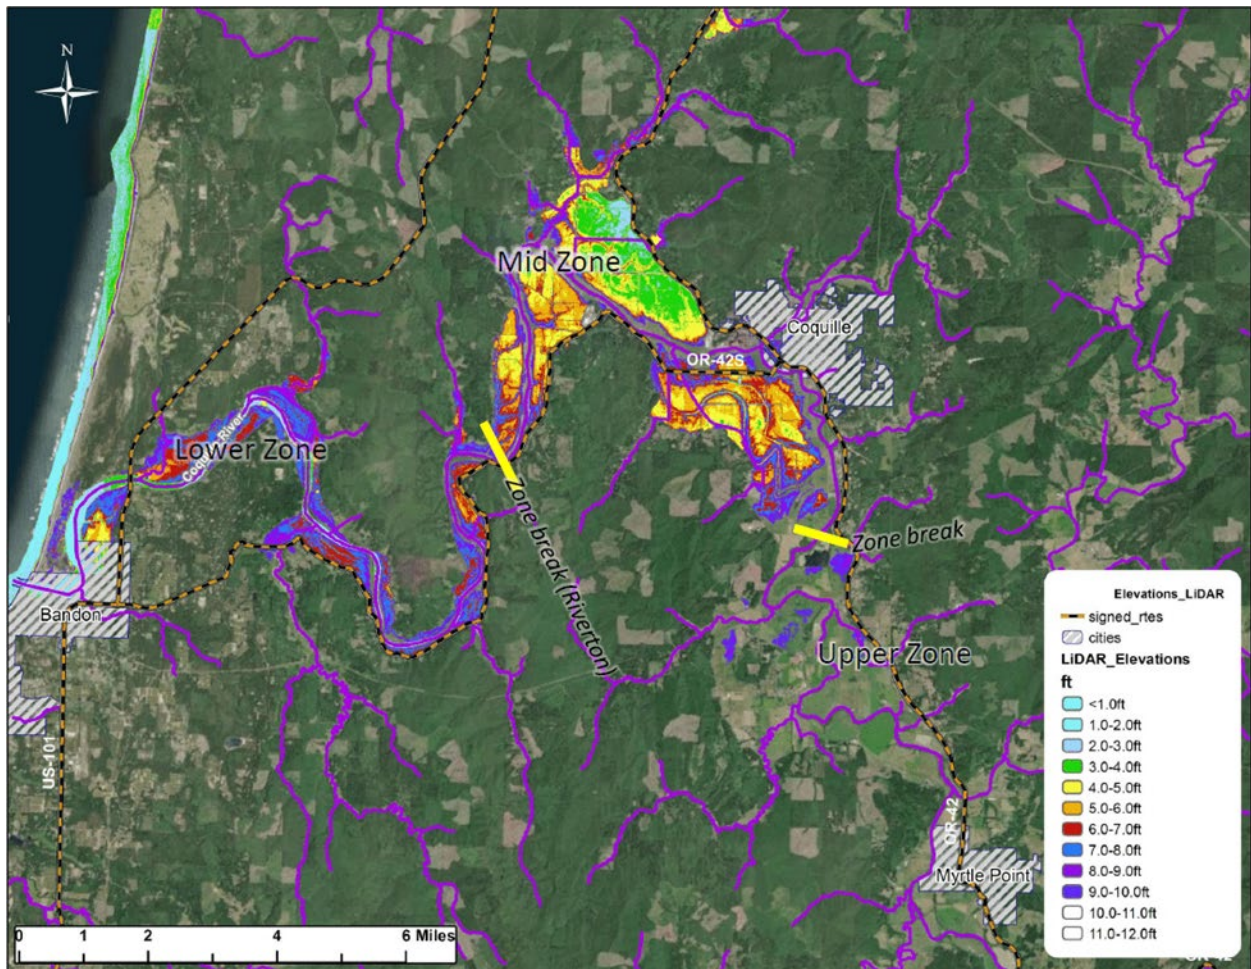 N
Mid Zone
Coquille
OR-42S
Lower Zone
Coquille River
Zone break (Riverton)
Zone break
Bandon
Upper Zone
US-101
OR-42
Myrtle Point
0 1 2 4 6 Miles
Elevations_LiDAR
signed_rtes
cities
LiDAR_Elevations
ft
<1.0ft
1.0-2.0ft
2.0-3.0ft
3.0-4.0ft
4.0-5.0ft
5.0-6.0ft
6.0-7.0ft
7.0-8.0ft
8.0-9.0ft
9.0-10.0ft
10.0-11.0ft
11.0-12.0ft
OR-42